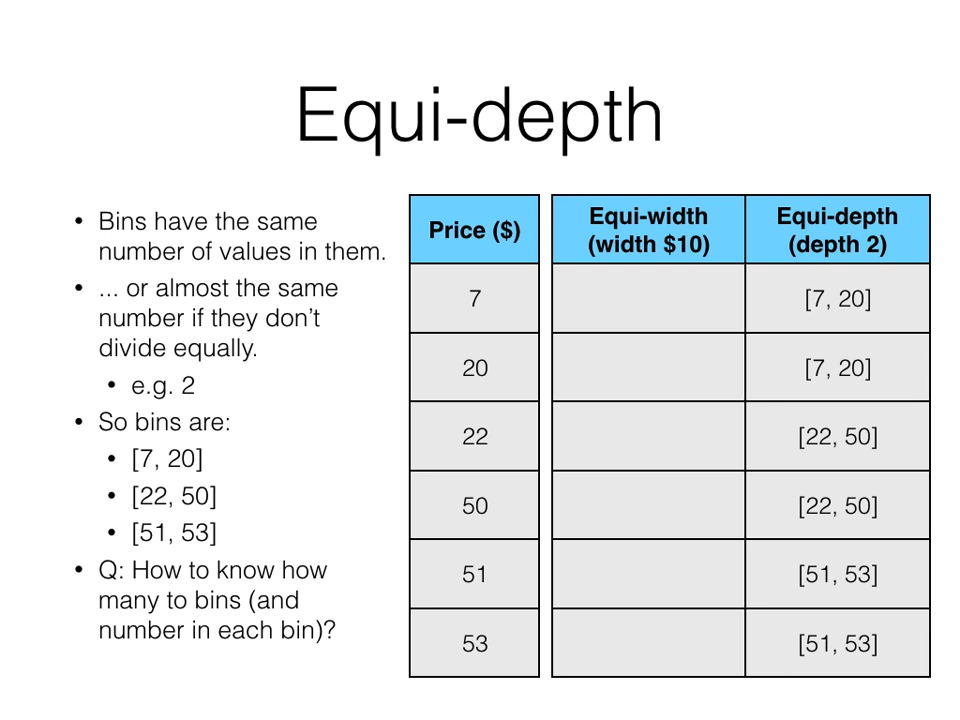 Equi-depth
• Bins have the same
number of values in them.
• ... or almost the same
number if they don’t
divide equally.
• e.g. 2
• So bins are:
• [7, 20]
• [22, 50]
• [51, 53]
• Q: How to know how
many to bins (and
number in each bin)?
Price ($) Equi-width (width $10) Equi-depth (depth 2)
7 [7, 20]
20 [7, 20]
22 [22, 50]
50 [22, 50]
51 [51, 53]
53 [51, 53]